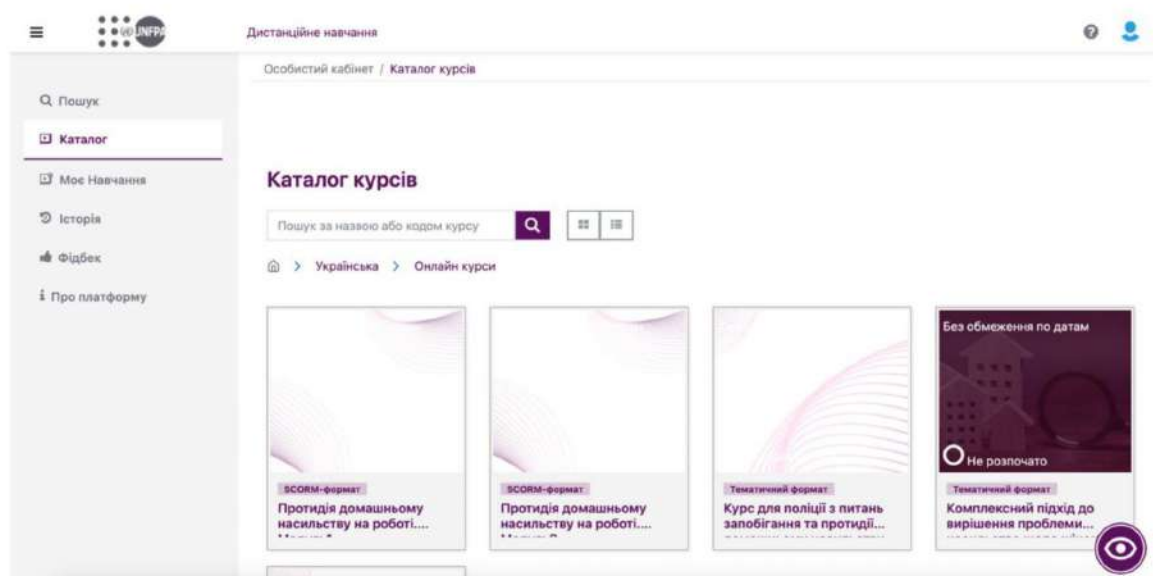 UNFPA
Дистанційне навчання
Особистий кабінет / Каталог курсів
Пошук
Каталог
Моє Навчання
Історія
Фідбек
Про платформу
Каталог курсів
Пошук за назвою або кодом курсу
Українська > Онлайн курси
SCORM-формат
Протидія домашньому
насильству на роботі....
SCORM-формат
Протидія домашньому
насильству на роботі....
Тематичний формат
Курс для поліції з питань
запобігання та протидії...
Без обмеження по датам
Не розпочато
Тематичний формат
Комплексний підхід до
вирішення проблеми...